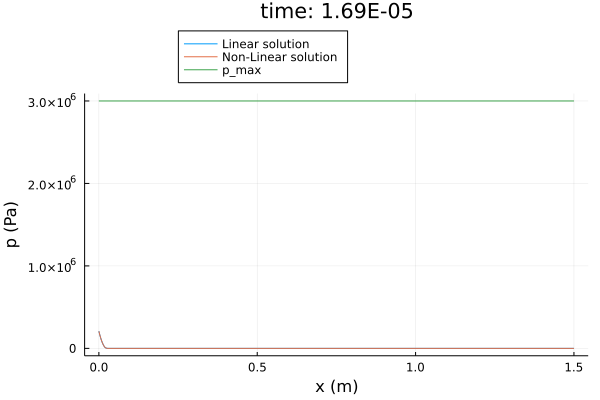 time: 1.69E-05
Linear solution
Non-Linear solution
p_max
3.0×10⁶
2.0×10⁶
1.0×10⁶
0
p (Pa)
0.0 0.5 1.0 1.5
x (m)